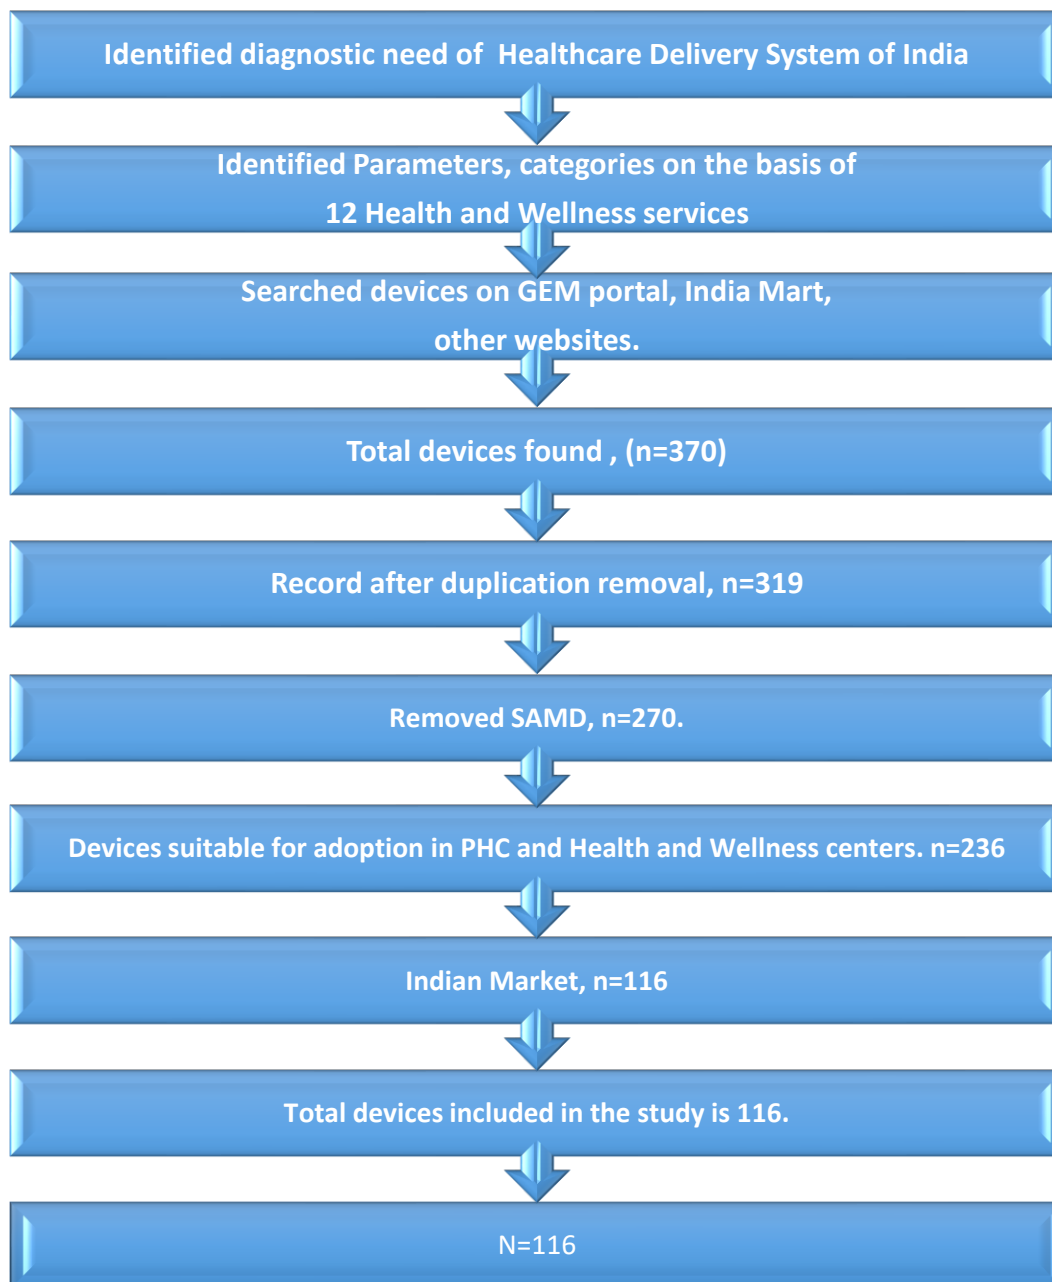 Identified diagnostic need of  Healthcare Delivery System of India
Identified Parameters, categories on the basis of
12 Health and Wellness services
Searched devices on GEM portal, India Mart,
other websites.
Total devices found , (n=370)
Record after duplication removal, n=319
Removed SAMD, n=270.
Devices suitable for adoption in PHC and Health and Wellness centers. n=236
Indian Market, n=116
Total devices included in the study is 116.
N=116